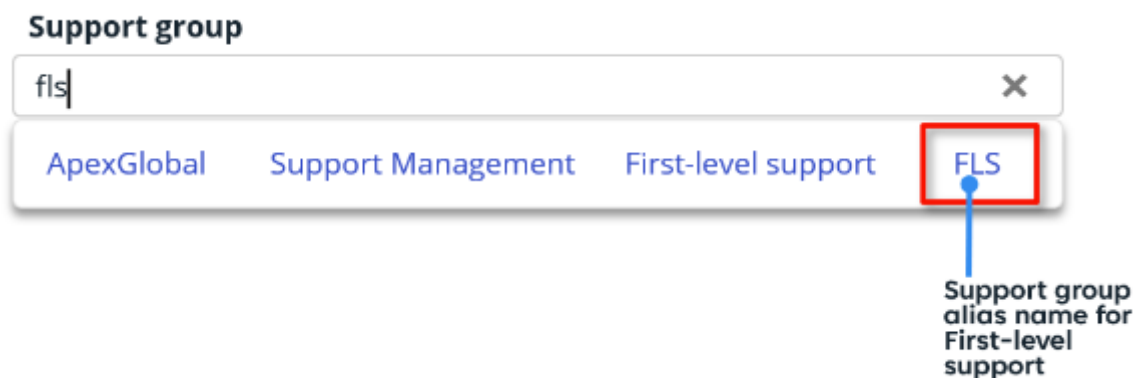 Support group
fls
ApexGlobal Support Management First-level support FLS
Support group
alias name for
First-level
support